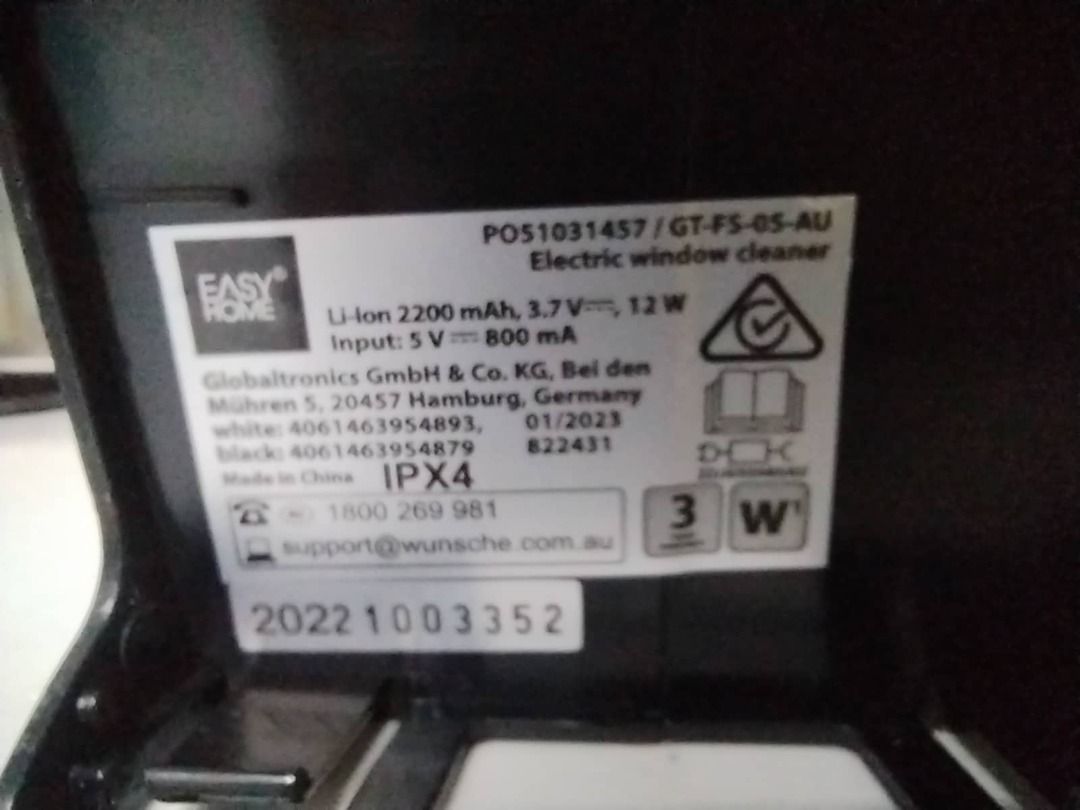 PO51031457 / GT-FS-05-AU
Electric window cleaner
EASY
HOME®
Li-Ion 2200 mAh, 3.7 V⎓, 12 W
Input: 5 V ⎓ 800 mA
Globaltronics GmbH & Co. KG, Bei den
Mühren 5, 20457 Hamburg, Germany
white: 4061463954893, 01/2023
black: 4061463954879 822431
Made in China IPX4
1800 269 981
support@wunsche.com.au
3
W¹
20221003352